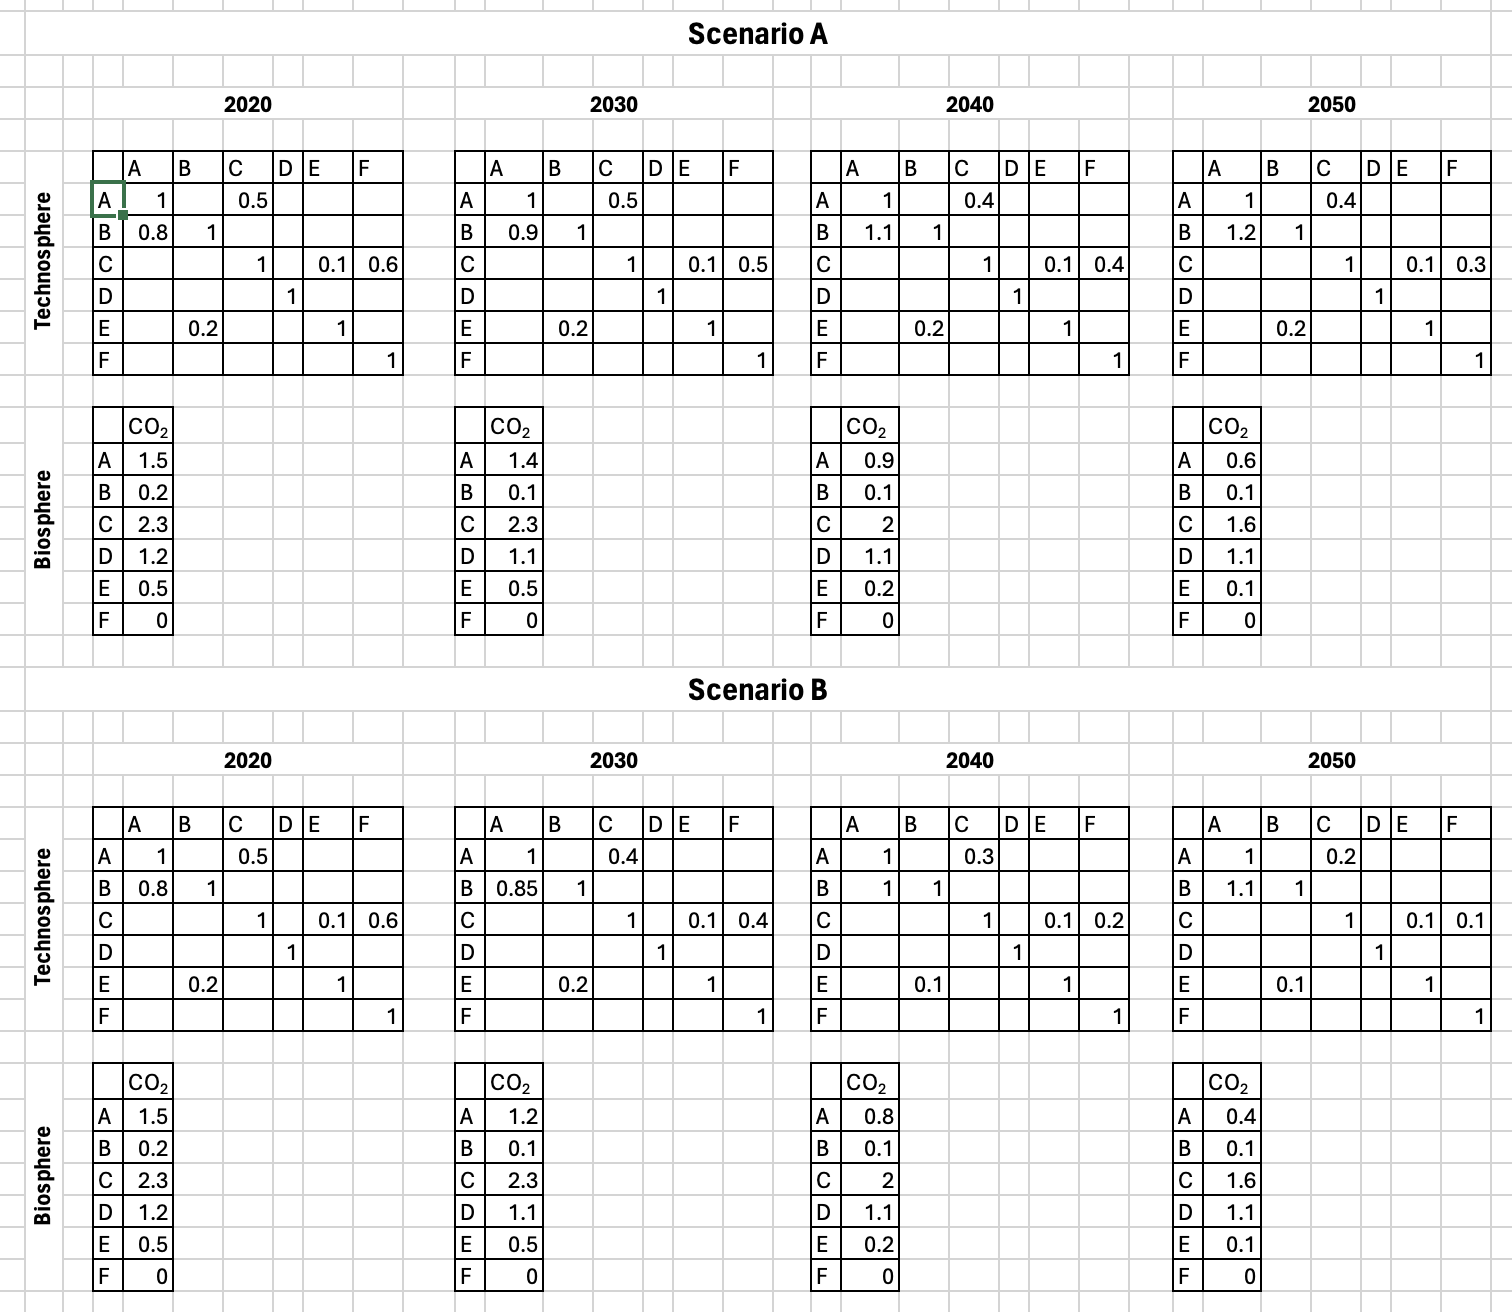 Scenario A
2020 2030 2040 2050
Technosphere
A B C D E F A B C D E F A B C D E F A B C D E F
A 1 0.5 A 1 0.5 A 1 0.4 A 1 0.4
B 0.8 1 B 0.9 1 B 1.1 1 B 1.2 1
C 1 0.1 0.6 C 1 0.1 0.5 C 1 0.1 0.4 C 1 0.1 0.3
D 1 D 1 D 1 D 1
E 0.2 1 E 0.2 1 E 0.2 1 E 0.2 1
F 1 F 1 F 1 F 1
Biosphere
CO₂ CO₂ CO₂ CO₂
A 1.5 A 1.4 A 0.9 A 0.6
B 0.2 B 0.1 B 0.1 B 0.1
C 2.3 C 2.3 C 2 C 1.6
D 1.2 D 1.1 D 1.1 D 1.1
E 0.5 E 0.5 E 0.2 E 0.1
F 0 F 0 F 0 F 0
Scenario B
2020 2030 2040 2050
Technosphere
A B C D E F A B C D E F A B C D E F A B C D E F
A 1 0.5 A 1 0.4 A 1 0.3 A 1 0.2
B 0.8 1 B 0.85 1 B 1 1 B 1.1 1
C 1 0.1 0.6 C 1 0.1 0.4 C 1 0.1 0.2 C 1 0.1 0.1
D 1 D 1 D 1 D 1
E 0.2 1 E 0.2 1 E 0.1 1 E 0.1 1
F 1 F 1 F 1 F 1
Biosphere
CO₂ CO₂ CO₂ CO₂
A 1.5 A 1.2 A 0.8 A 0.4
B 0.2 B 0.1 B 0.1 B 0.1
C 2.3 C 2.3 C 2 C 1.6
D 1.2 D 1.1 D 1.1 D 1.1
E 0.5 E 0.5 E 0.2 E 0.1
F 0 F 0 F 0 F 0